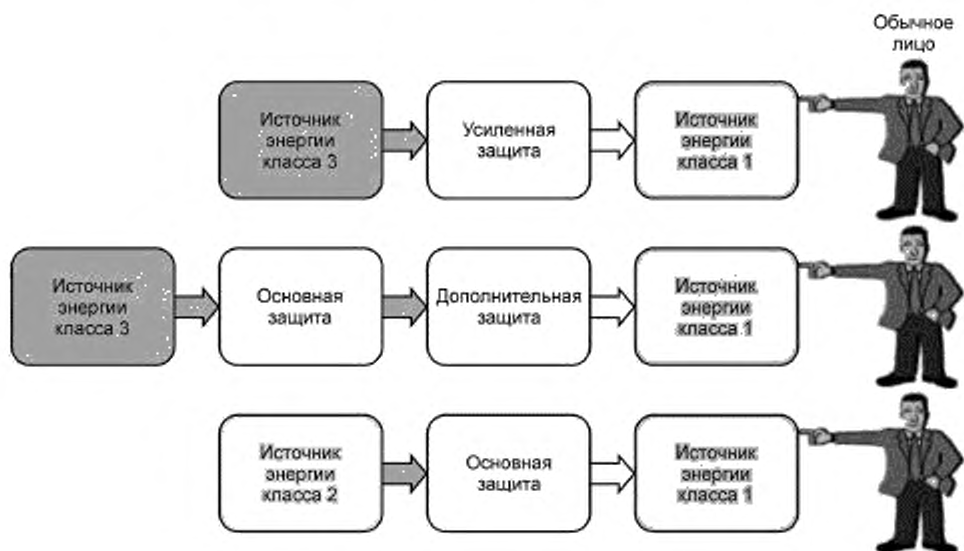 Обычное
лицо
Источник
энергии
класса 3
Усиленная
защита
Источник
энергии
класса 1
Источник
энергии
класса 3
Основная
защита
Дополнительная
защита
Источник
энергии
класса 1
Источник
энергии
класса 2
Основная
защита
Источник
энергии
класса 1